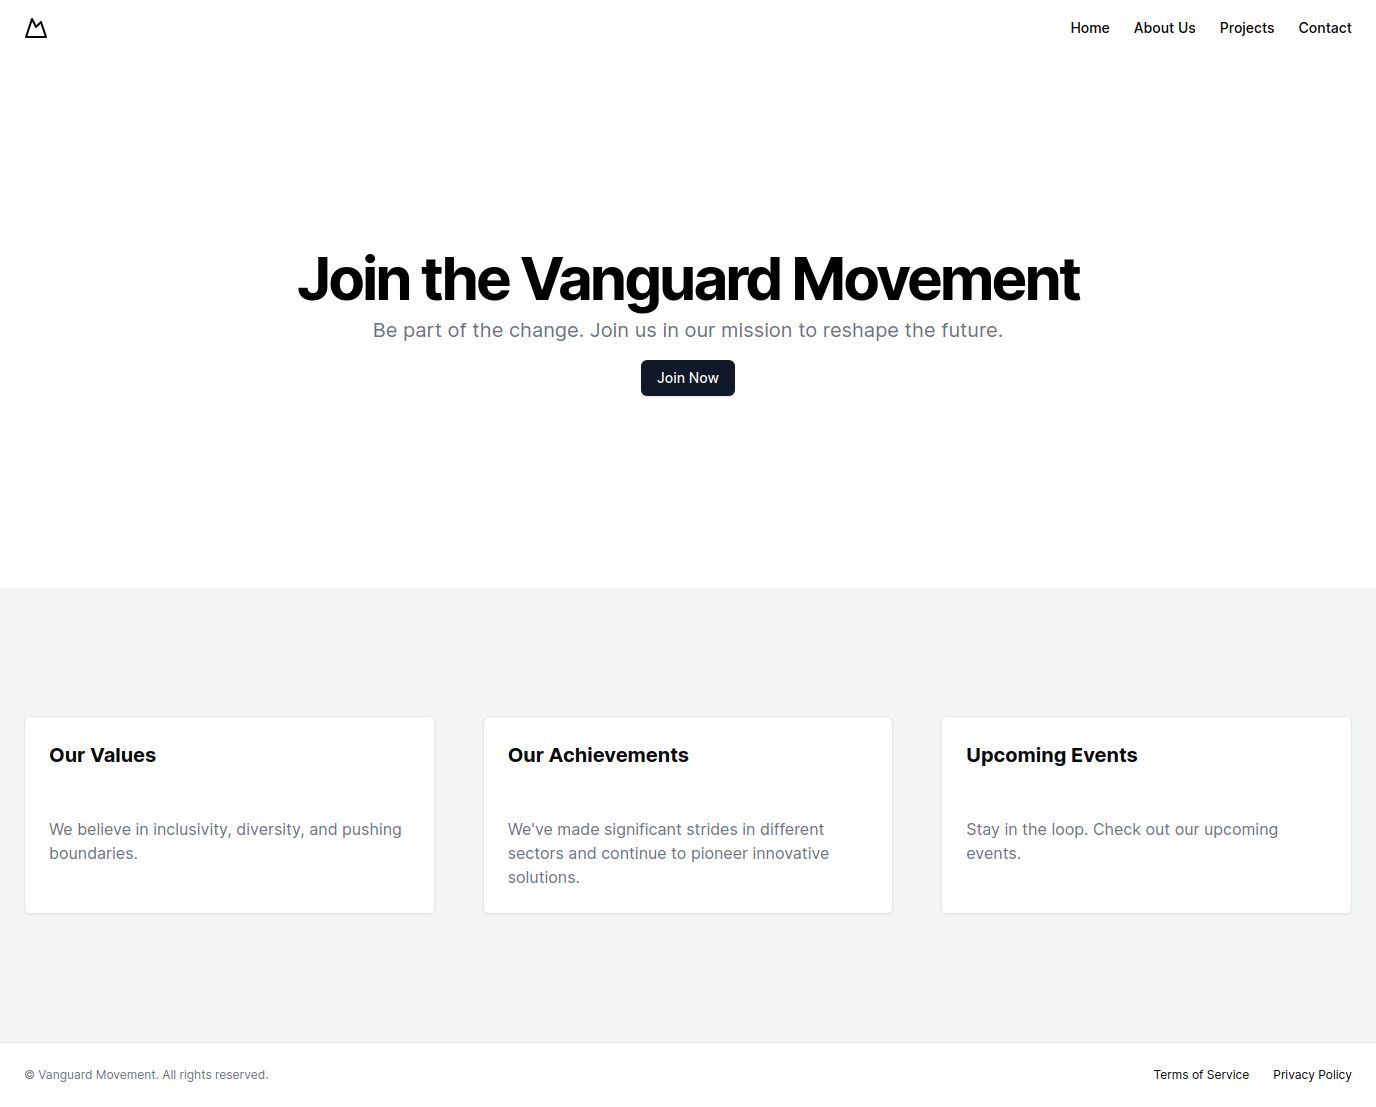 Home About Us Projects Contact
Join the Vanguard Movement
Be part of the change. Join us in our mission to reshape the future.
Join Now
Our Values
We believe in inclusivity, diversity, and pushing
boundaries.
Our Achievements
We've made significant strides in different
sectors and continue to pioneer innovative
solutions.
Upcoming Events
Stay in the loop. Check out our upcoming
events.
© Vanguard Movement. All rights reserved.
Terms of Service Privacy Policy